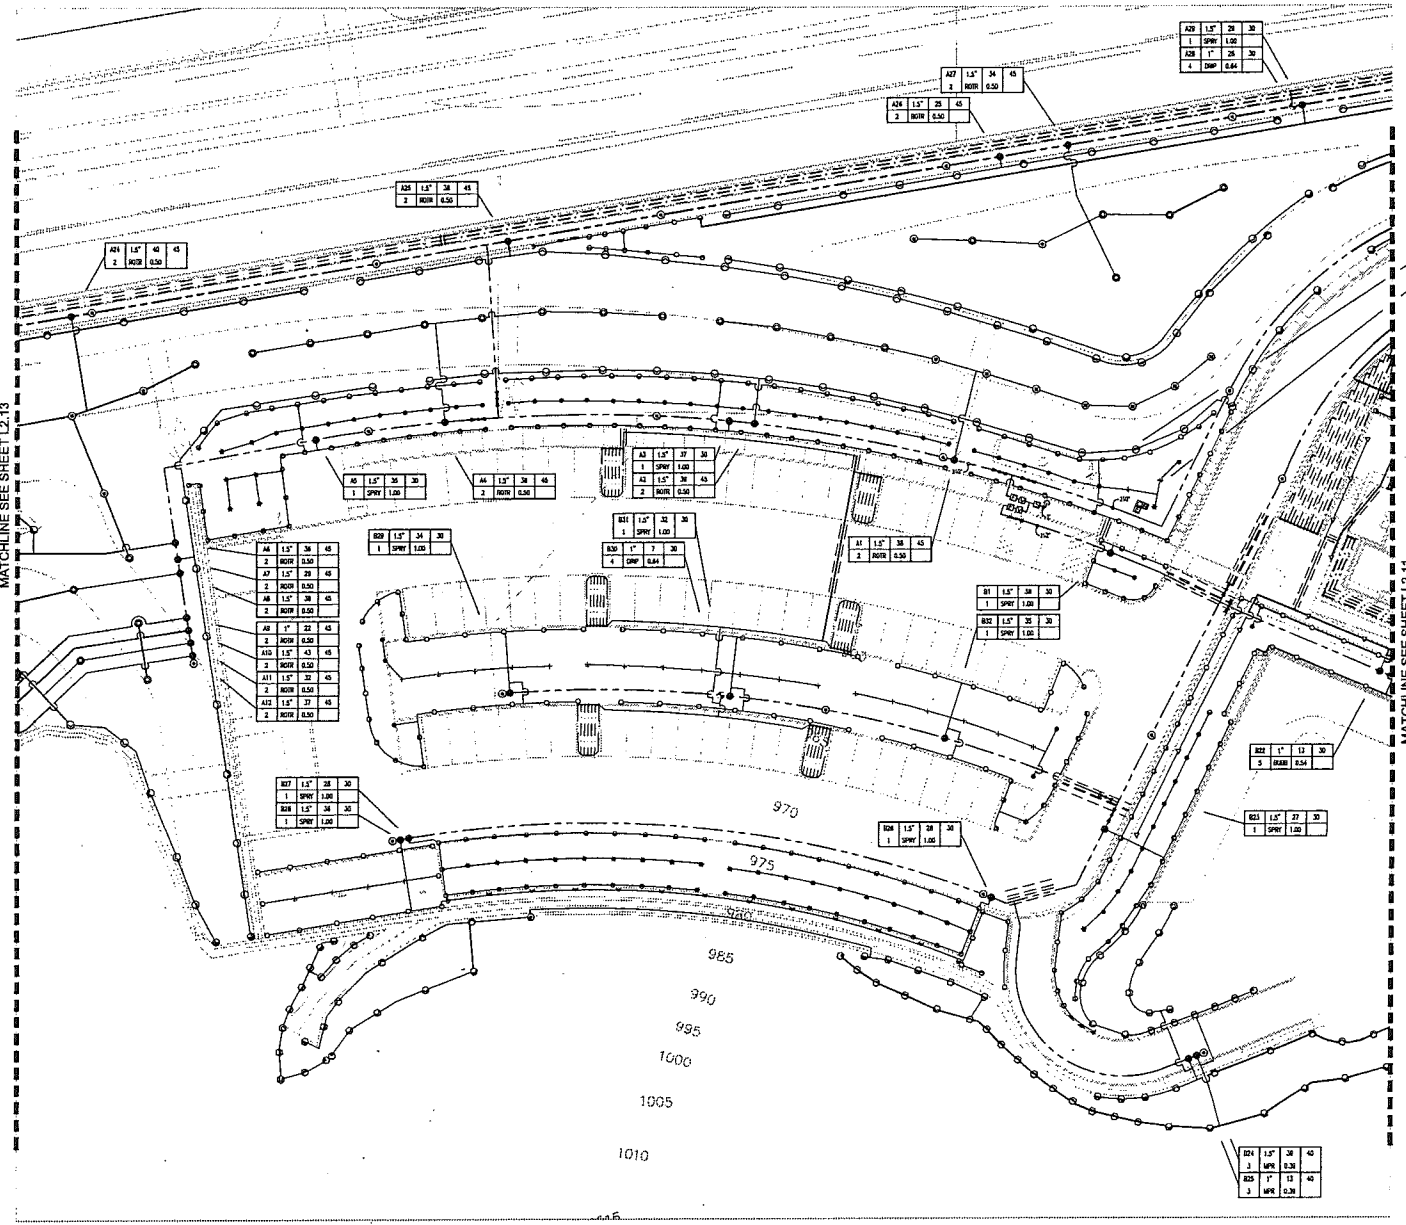 A29 1.5" 29 30
1 SPRY 1.00
A28 1" 26 30
4 DRIP 0.64
A27 1.5" 34 45
2 ROTR 0.50
A26 1.5" 25 45
2 ROTR 0.50
A25 1.5" 38 45
2 ROTR 0.50
A24 1.5" 40 45
2 ROTR 0.50
MATCHLINE SEE SHEET L2.13
A3 1.5" 37 30
1 SPRY 1.00
A2 1.5" 38 45
2 ROTR 0.50
A5 1.5" 35 30
1 SPRY 1.00
A4 1.5" 38 45
2 ROTR 0.50
B31 1.5" 32 30
1 SPRY 1.00
B30 1" 7 30
4 DRIP 0.64
B29 1.5" 34 30
1 SPRY 1.00
A1 1.5" 38 45
2 ROTR 0.50
A6 1.5" 36 45
2 ROTR 0.50
A7 1.5" 29 45
2 ROTR 0.50
A8 1.5" 38 45
2 ROTR 0.50
A9 1" 22 45
2 ROTR 0.50
A10 1.5" 43 45
2 ROTR 0.50
A11 1.5" 32 45
2 ROTR 0.50
A12 1.5" 37 45
2 ROTR 0.50
B1 1.5" 38 30
1 SPRY 1.00
B32 1.5" 35 30
1 SPRY 1.00
MATCHLINE SEE SHEET L2.11
B22 1" 13 30
5 BUBB 0.54
B27 1.5" 28 30
1 SPRY 1.00
B28 1.5" 36 30
1 SPRY 1.00
B23 1.5" 27 30
1 SPRY 1.00
B26 1.5" 28 30
1 SPRY 1.00
970
975
980
985
990
995
1000
1005
1010
B24 1.5" 39 40
3 MPR 0.39
B25 1" 13 40
3 MPR 0.39